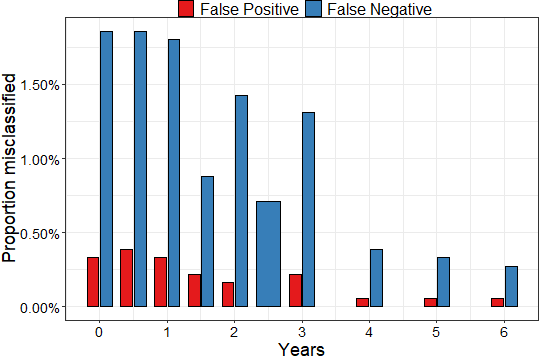 False Positive False Negative
Proportion misclassified
1.50%
1.00%
0.50%
0.00%
0 1 2 3 4 5 6
Years